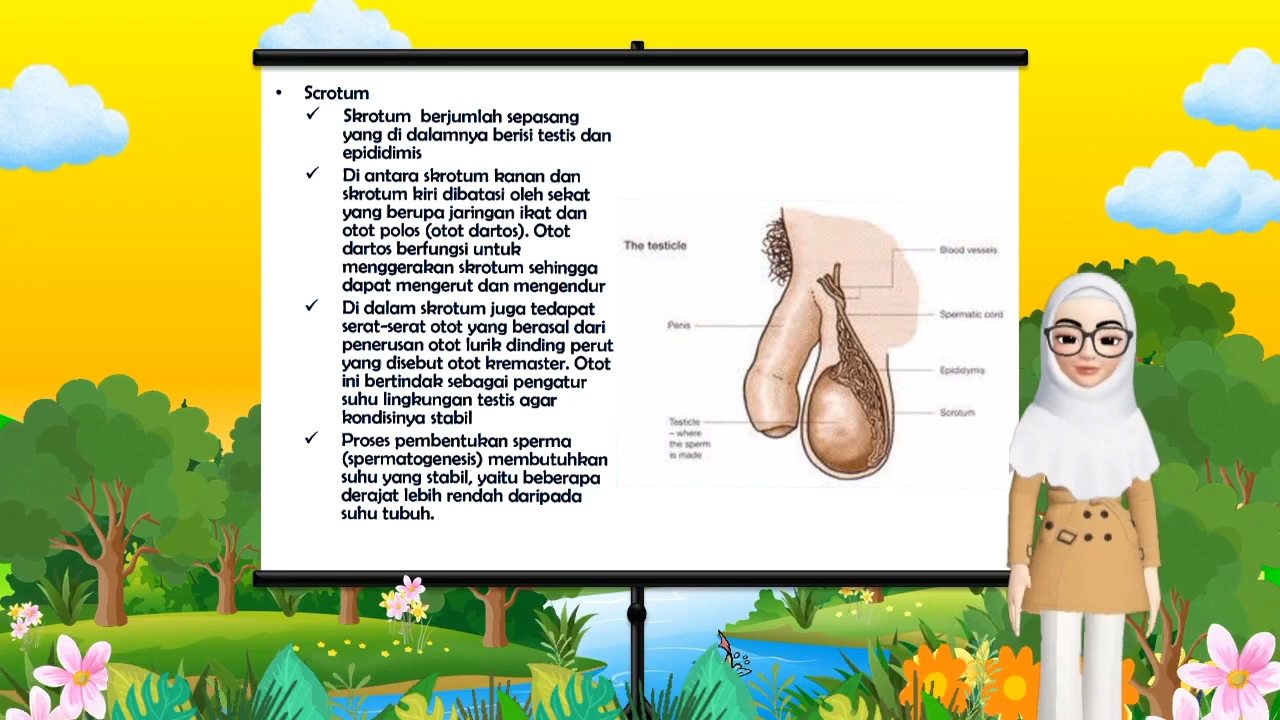 • Scrotum
✓ Skrotum berjumlah sepasang
yang di dalamnya berisi testis dan
epididimis
✓ Di antara skrotum kanan dan
skrotum kiri dibatasi oleh sekat
yang berupa jaringan ikat dan
otot polos (otot dartos). Otot
dartos berfungsi untuk
menggerakan skrotum sehingga
dapat mengerut dan mengendur
✓ Di dalam skrotum juga tedapat
serat-serat otot yang berasal dari
penerusan otot lurik dinding perut
yang disebut otot kremaster. Otot
ini bertindak sebagai pengatur
suhu lingkungan testis agar
kondisinya stabil
✓ Proses pembentukan sperma
(spermatogenesis) membutuhkan
suhu yang stabil, yaitu beberapa
derajat lebih rendah daripada
suhu tubuh.
The testicle
Blood vessels
Spermatic cord
Penis
Epididymis
Scrotum
Testicle
– where
the sperm
is made